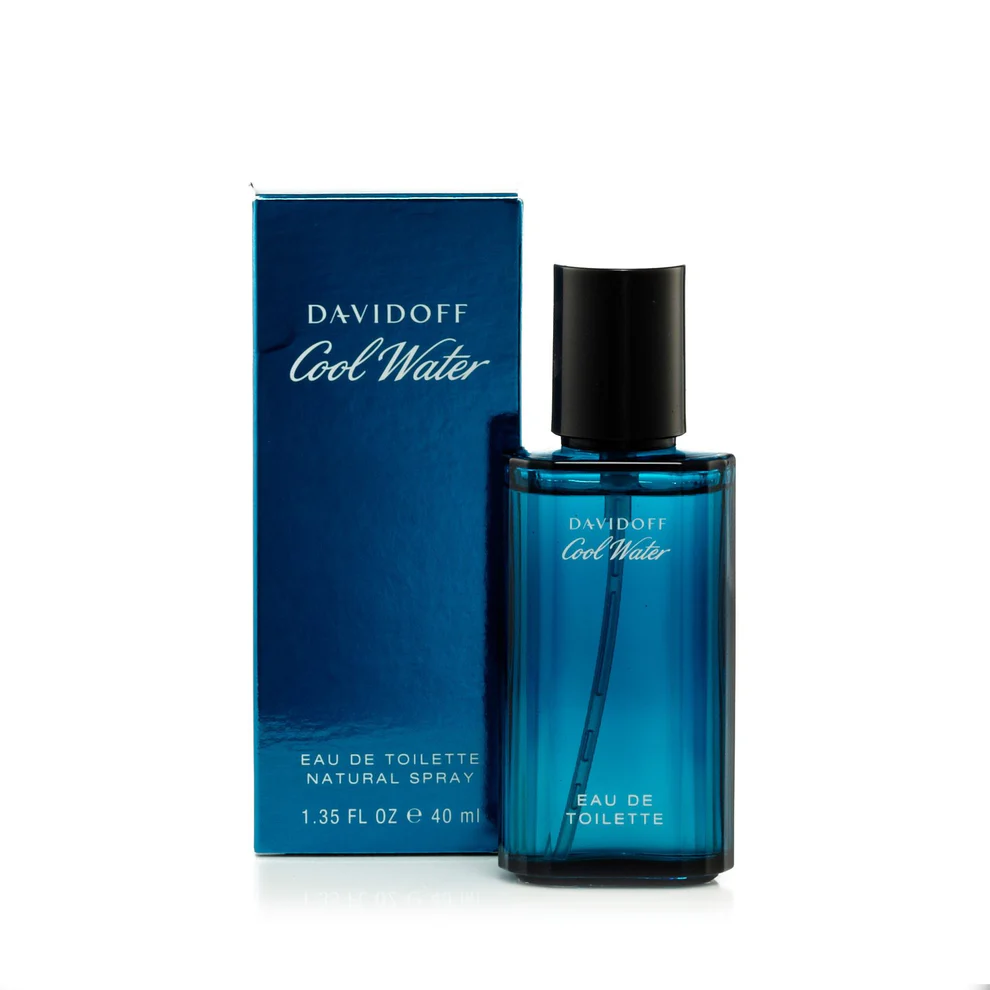 DAVIDOFF
Cool Water
EAU DE TOILETTE
NATURAL SPRAY
1.35 FL OZ ℮ 40 ml
DAVIDOFF
Cool Water
EAU DE
TOILETTE